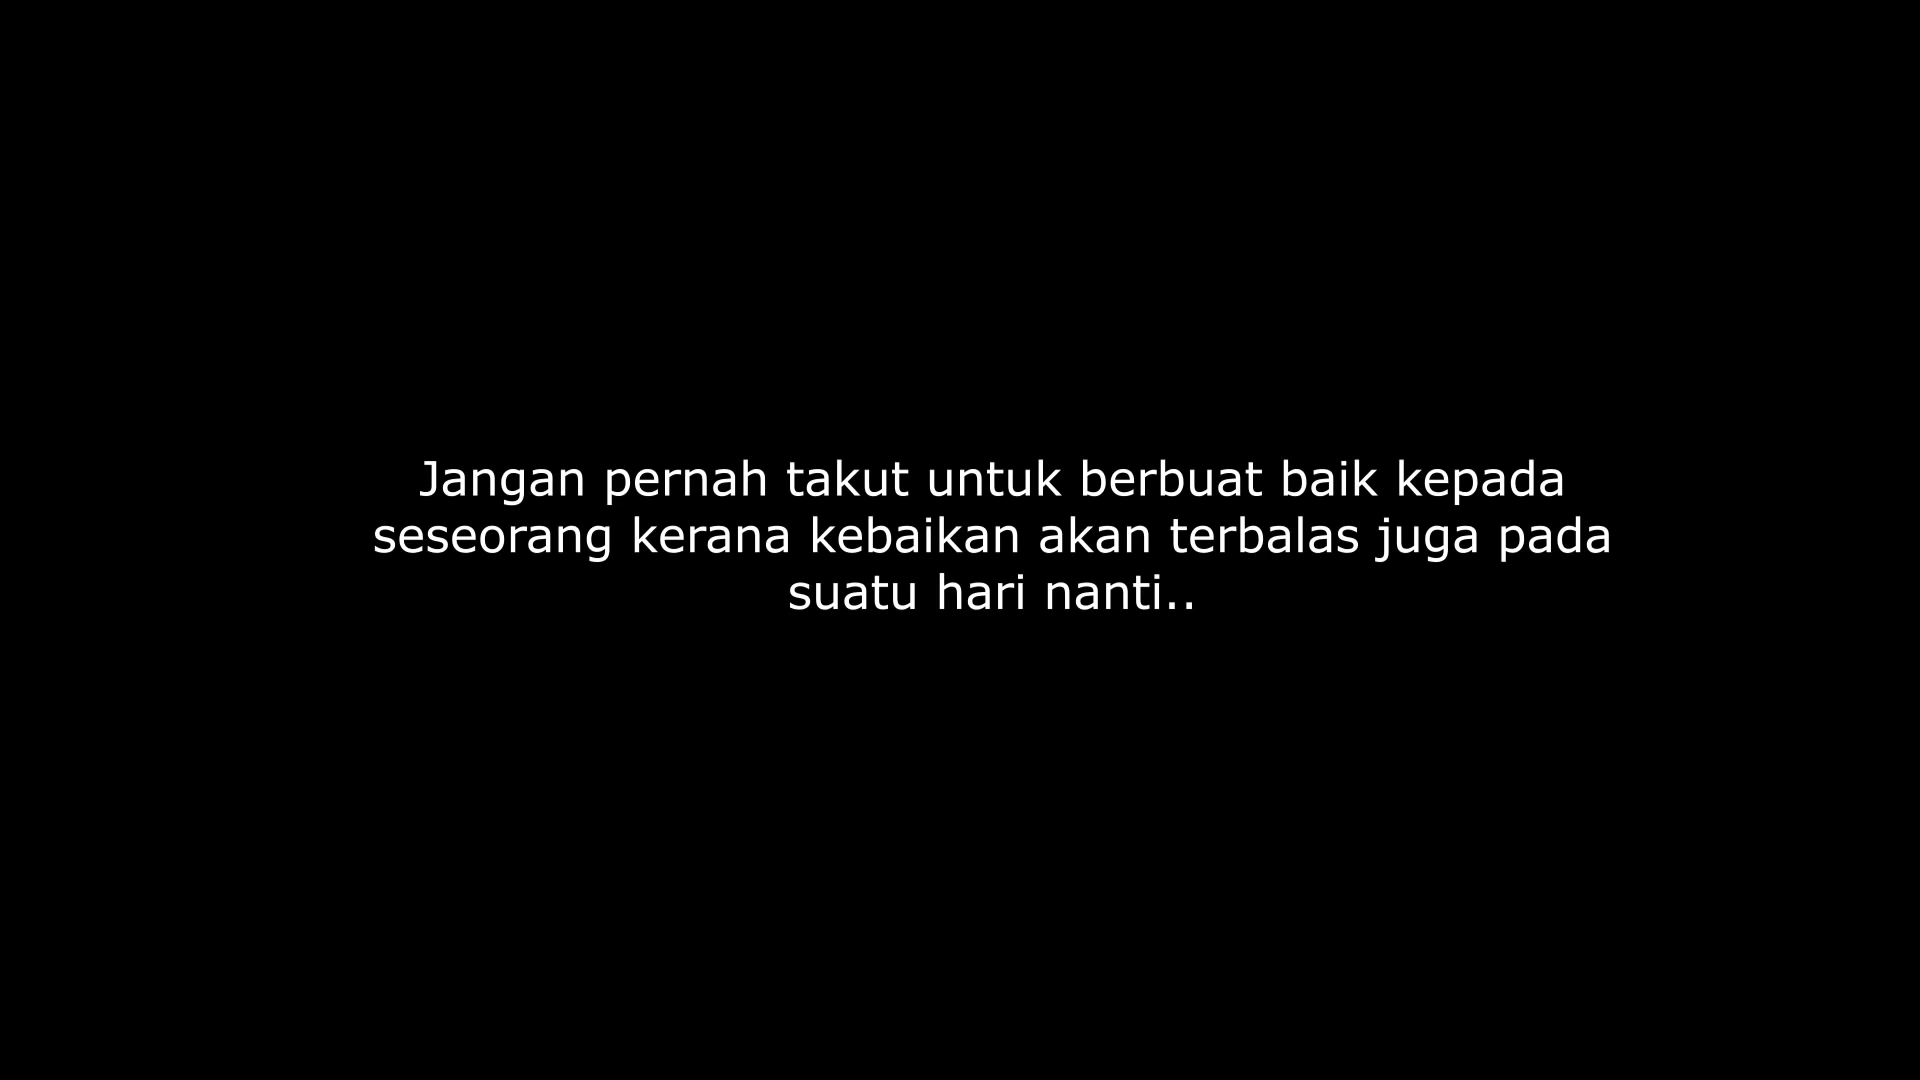 Jangan pernah takut untuk berbuat baik kepada
seseorang kerana kebaikan akan terbalas juga pada
suatu hari nanti..